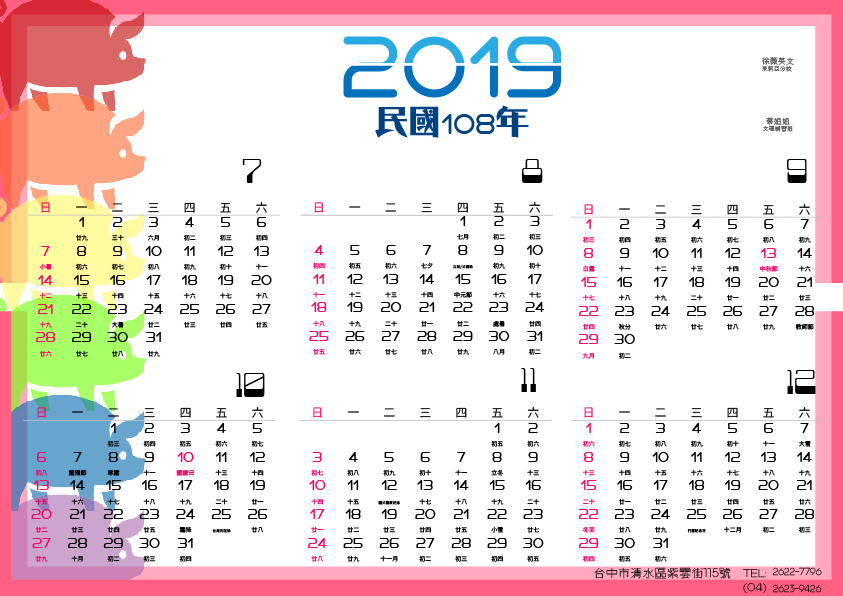 2019
民國108年
徐薇英文
東莉亞分校
蔡姐姐
文理補習班
7
日 一 二 三 四 五 六
1 2 3 4 5 6
廿九 三十 六月 初二 初三 初四
7 8 9 10 11 12 13
小暑 初六 初七 初八 初九 初十 十一
14 15 16 17 18 19 20
十二 十三 十四 十五 十六 十七 十八
21 22 23 24 25 26 27
十九 二十 大暑 廿二 廿三 廿四 廿五
28 29 30 31
廿六 廿七 廿八 廿九
8
日 一 二 三 四 五 六
1 2 3
七月 初二 初三
4 5 6 7 8 9 10
初四 初五 初六 七夕 初九 初十
11 12 13 14 15 16 17
十一 十二 十三 十四 中元節 十六 十七
18 19 20 21 22 23 24
十八 十九 二十 廿一 廿二 處暑 廿四
25 26 27 28 29 30 31
廿五 廿六 廿七 廿八 廿九 八月 初二
9
日 一 二 三 四 五 六
1 2 3 4 5 6 7
初三 初四 初五 初六 初七 初八 初九
8 9 10 11 12 13 14
白露 十一 十二 十三 十四 中秋節 十六
15 16 17 18 19 20 21
十七 十八 十九 二十 廿一 廿二 廿三
22 23 24 25 26 27 28
廿四 秋分 廿六 廿七 廿八 廿九 教師節
29 30
九月 初二
10
日 一 二 三 四 五 六
1 2 3 4 5
初三 初四 初五 初六 初七
6 7 8 9 10 11 12
初八 重陽節 寒露 十一 國慶日 十三 十四
13 14 15 16 17 18 19
十五 十六 十七 十八 十九 二十 廿一
20 21 22 23 24 25 26
廿二 廿三 廿四 廿五 霜降 台灣光復節 廿八
27 28 29 30 31
廿九 十月 初二 初三 初四
11
日 一 二 三 四 五 六
1 2
初五 初六
3 4 5 6 7 8 9
初七 初八 初九 初十 十一 立冬 十三
10 11 12 13 14 15 16
十四 十五 十七 十八 十九 二十
17 18 19 20 21 22 23
廿一 廿二 廿三 廿四 廿五 小雪 廿七
24 25 26 27 28 29 30
廿八 廿九 十一月 初二 初三 初四 初五
12
日 一 二 三 四 五 六
1 2 3 4 5 6 7
初六 初七 初八 初九 初十 十一 大雪
8 9 10 11 12 13 14
十三 十四 十五 十六 十七 十八 十九
15 16 17 18 19 20 21
二十 廿一 廿二 廿三 廿四 廿五 廿六
22 23 24 25 26 27 28
冬至 廿八 廿九 行憲紀念日 十二月 初二 初三
29 30 31
初四 初五 初六
台中市清水區紫雲街115號 TEL: 2622-7796
(04) 2623-9426